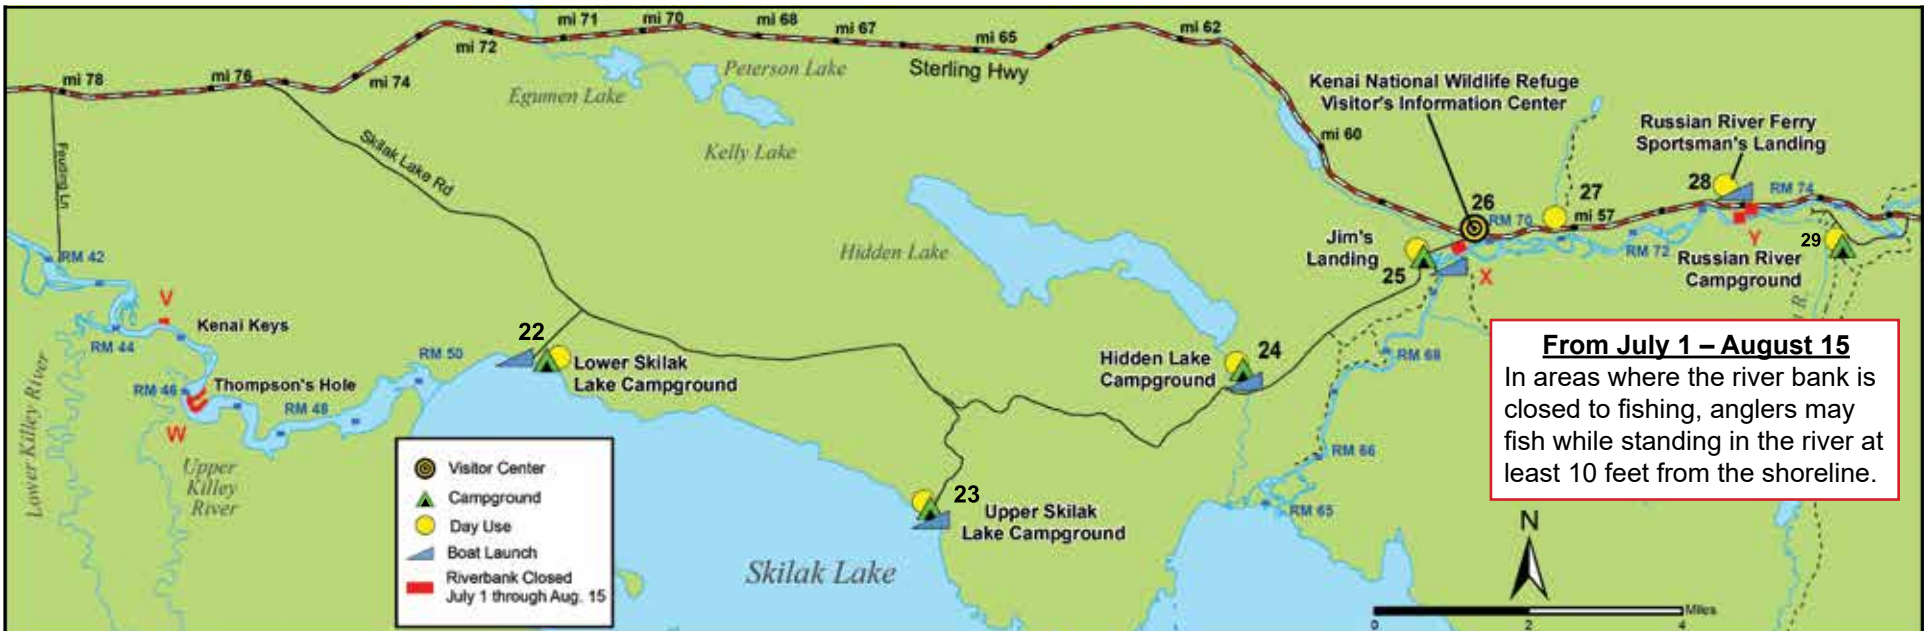 mi 78
mi 76
mi 74
mi 72
mi 71
mi 70
mi 68
mi 67
mi 65
Sterling Hwy
mi 62
mi 60
mi 57
Egumen Lake
Peterson Lake
Kelly Lake
Skilak Lake Rd
Feuding Ln
Kenai National Wildlife Refuge
Visitor's Information Center
Russian River Ferry
Sportsman's Landing
26
27
28
29
RM 70
RM 72
RM 74
X
Y
Jim's
Landing
25
Russian River
Campground
Hidden Lake
Hidden Lake
Campground
24
RM 68
RM 66
RM 65
RM 42
RM 44
V
Kenai Keys
RM 46
Thompson's Hole
W
RM 48
RM 50
Lower Killey River
Upper
Killey
River
22
Lower Skilak
Lake Campground
23
Upper Skilak
Lake Campground
Skilak Lake
Visitor Center
Campground
Day Use
Boat Launch
Riverbank Closed
July 1 through Aug. 15
From July 1 – August 15
In areas where the river bank is
closed to fishing, anglers may
fish while standing in the river at
least 10 feet from the shoreline.
N
Miles
0 2 4